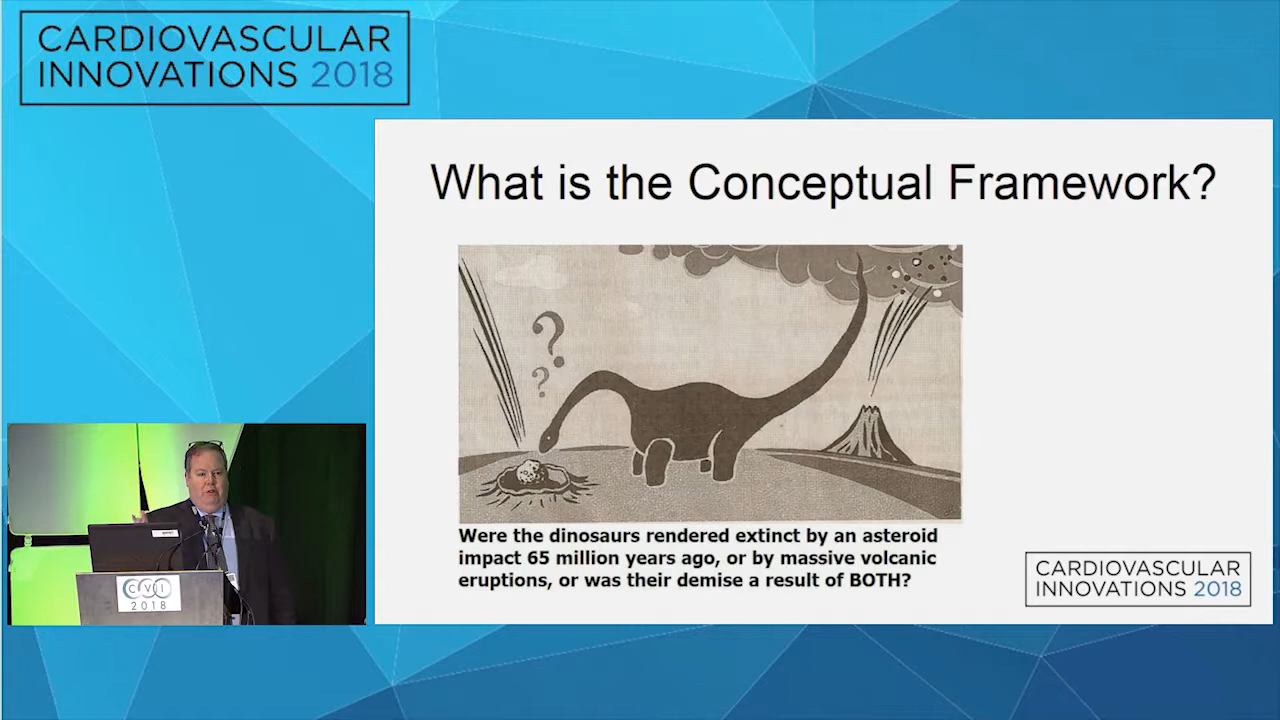 CARDIOVASCULAR
INNOVATIONS 2018
What is the Conceptual Framework?
?
?
Were the dinosaurs rendered extinct by an asteroid
impact 65 million years ago, or by massive volcanic
eruptions, or was their demise a result of BOTH?
CARDIOVASCULAR
INNOVATIONS 2018
CVI
2018